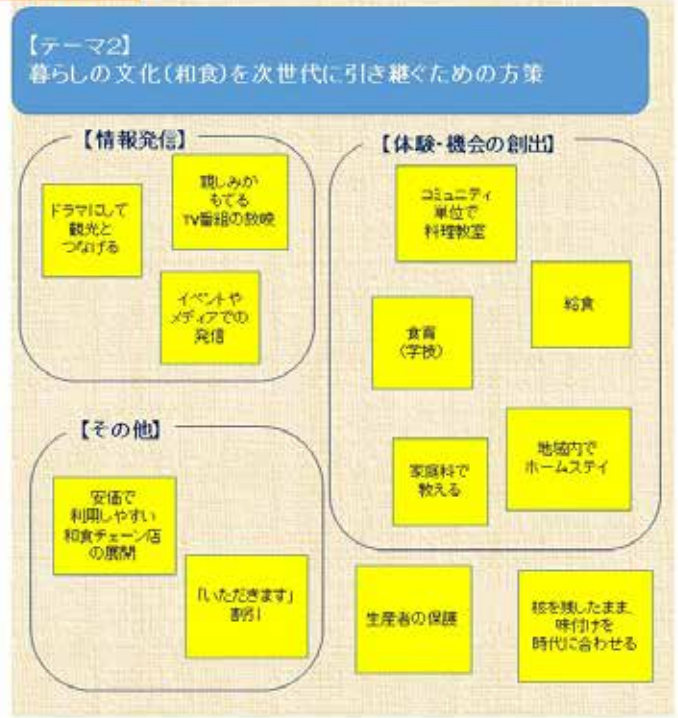 【テーマ2】
暮らしの文化(和食)を次世代に引き継ぐための方策
【情報発信】
ドラマにして
観光と
つなげる
親しみが
もてる
TV番組の放映
イベントや
メディアでの
発信
【体験・機会の創出】
コミュニティ
単位で
料理教室
給食
食育
(学校)
家庭科で
教える
地域内で
ホームステイ
【その他】
安価で
利用しやすい
和食チェーン店
の展開
「いただきます」
割引
生産者の保護
核を残したまま、
味付けを
時代に合わせる